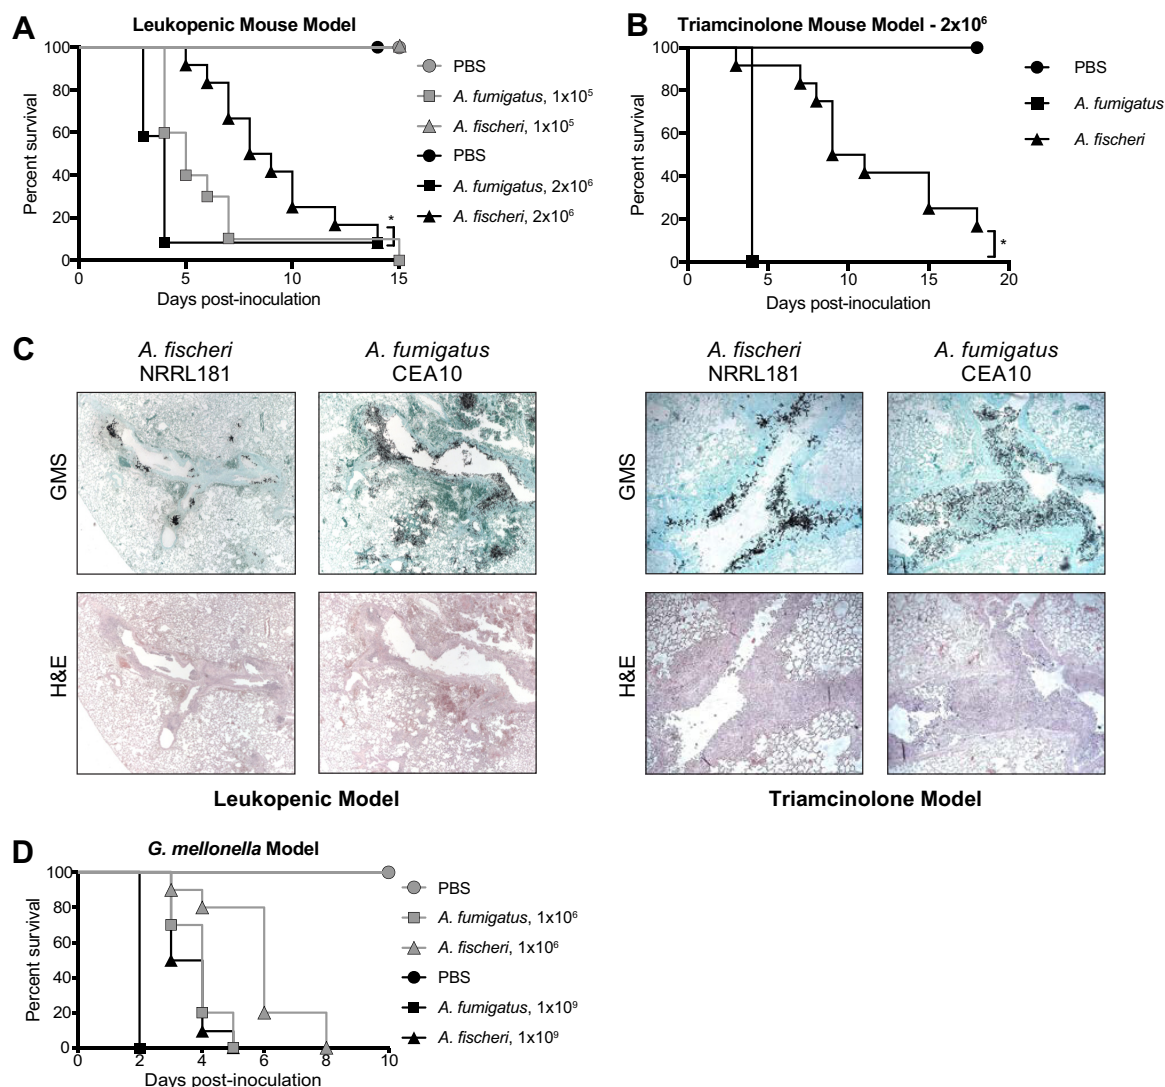 A
Leukopenic Mouse Model
Percent survival
100
80
60
40
20
0
0 5 10 15
Days post-inoculation
*
PBS
A. fumigatus, 1x10⁵
A. fischeri, 1x10⁵
PBS
A. fumigatus, 2x10⁶
A. fischeri, 2x10⁶
B
Triamcinolone Mouse Model - 2x10⁶
Percent survival
100
80
60
40
20
0
0 5 10 15 20
Days post-inoculation
*
PBS
A. fumigatus
A. fischeri
C
A. fischeri
NRRL181
A. fumigatus
CEA10
GMS
H&E
Leukopenic Model
A. fischeri
NRRL181
A. fumigatus
CEA10
GMS
H&E
Triamcinolone Model
D
G. mellonella Model
Percent survival
100
80
60
40
20
0
0 2 4 6 8 10
Days post-inoculation
PBS
A. fumigatus, 1x10⁶
A. fischeri, 1x10⁶
PBS
A. fumigatus, 1x10⁹
A. fischeri, 1x10⁹